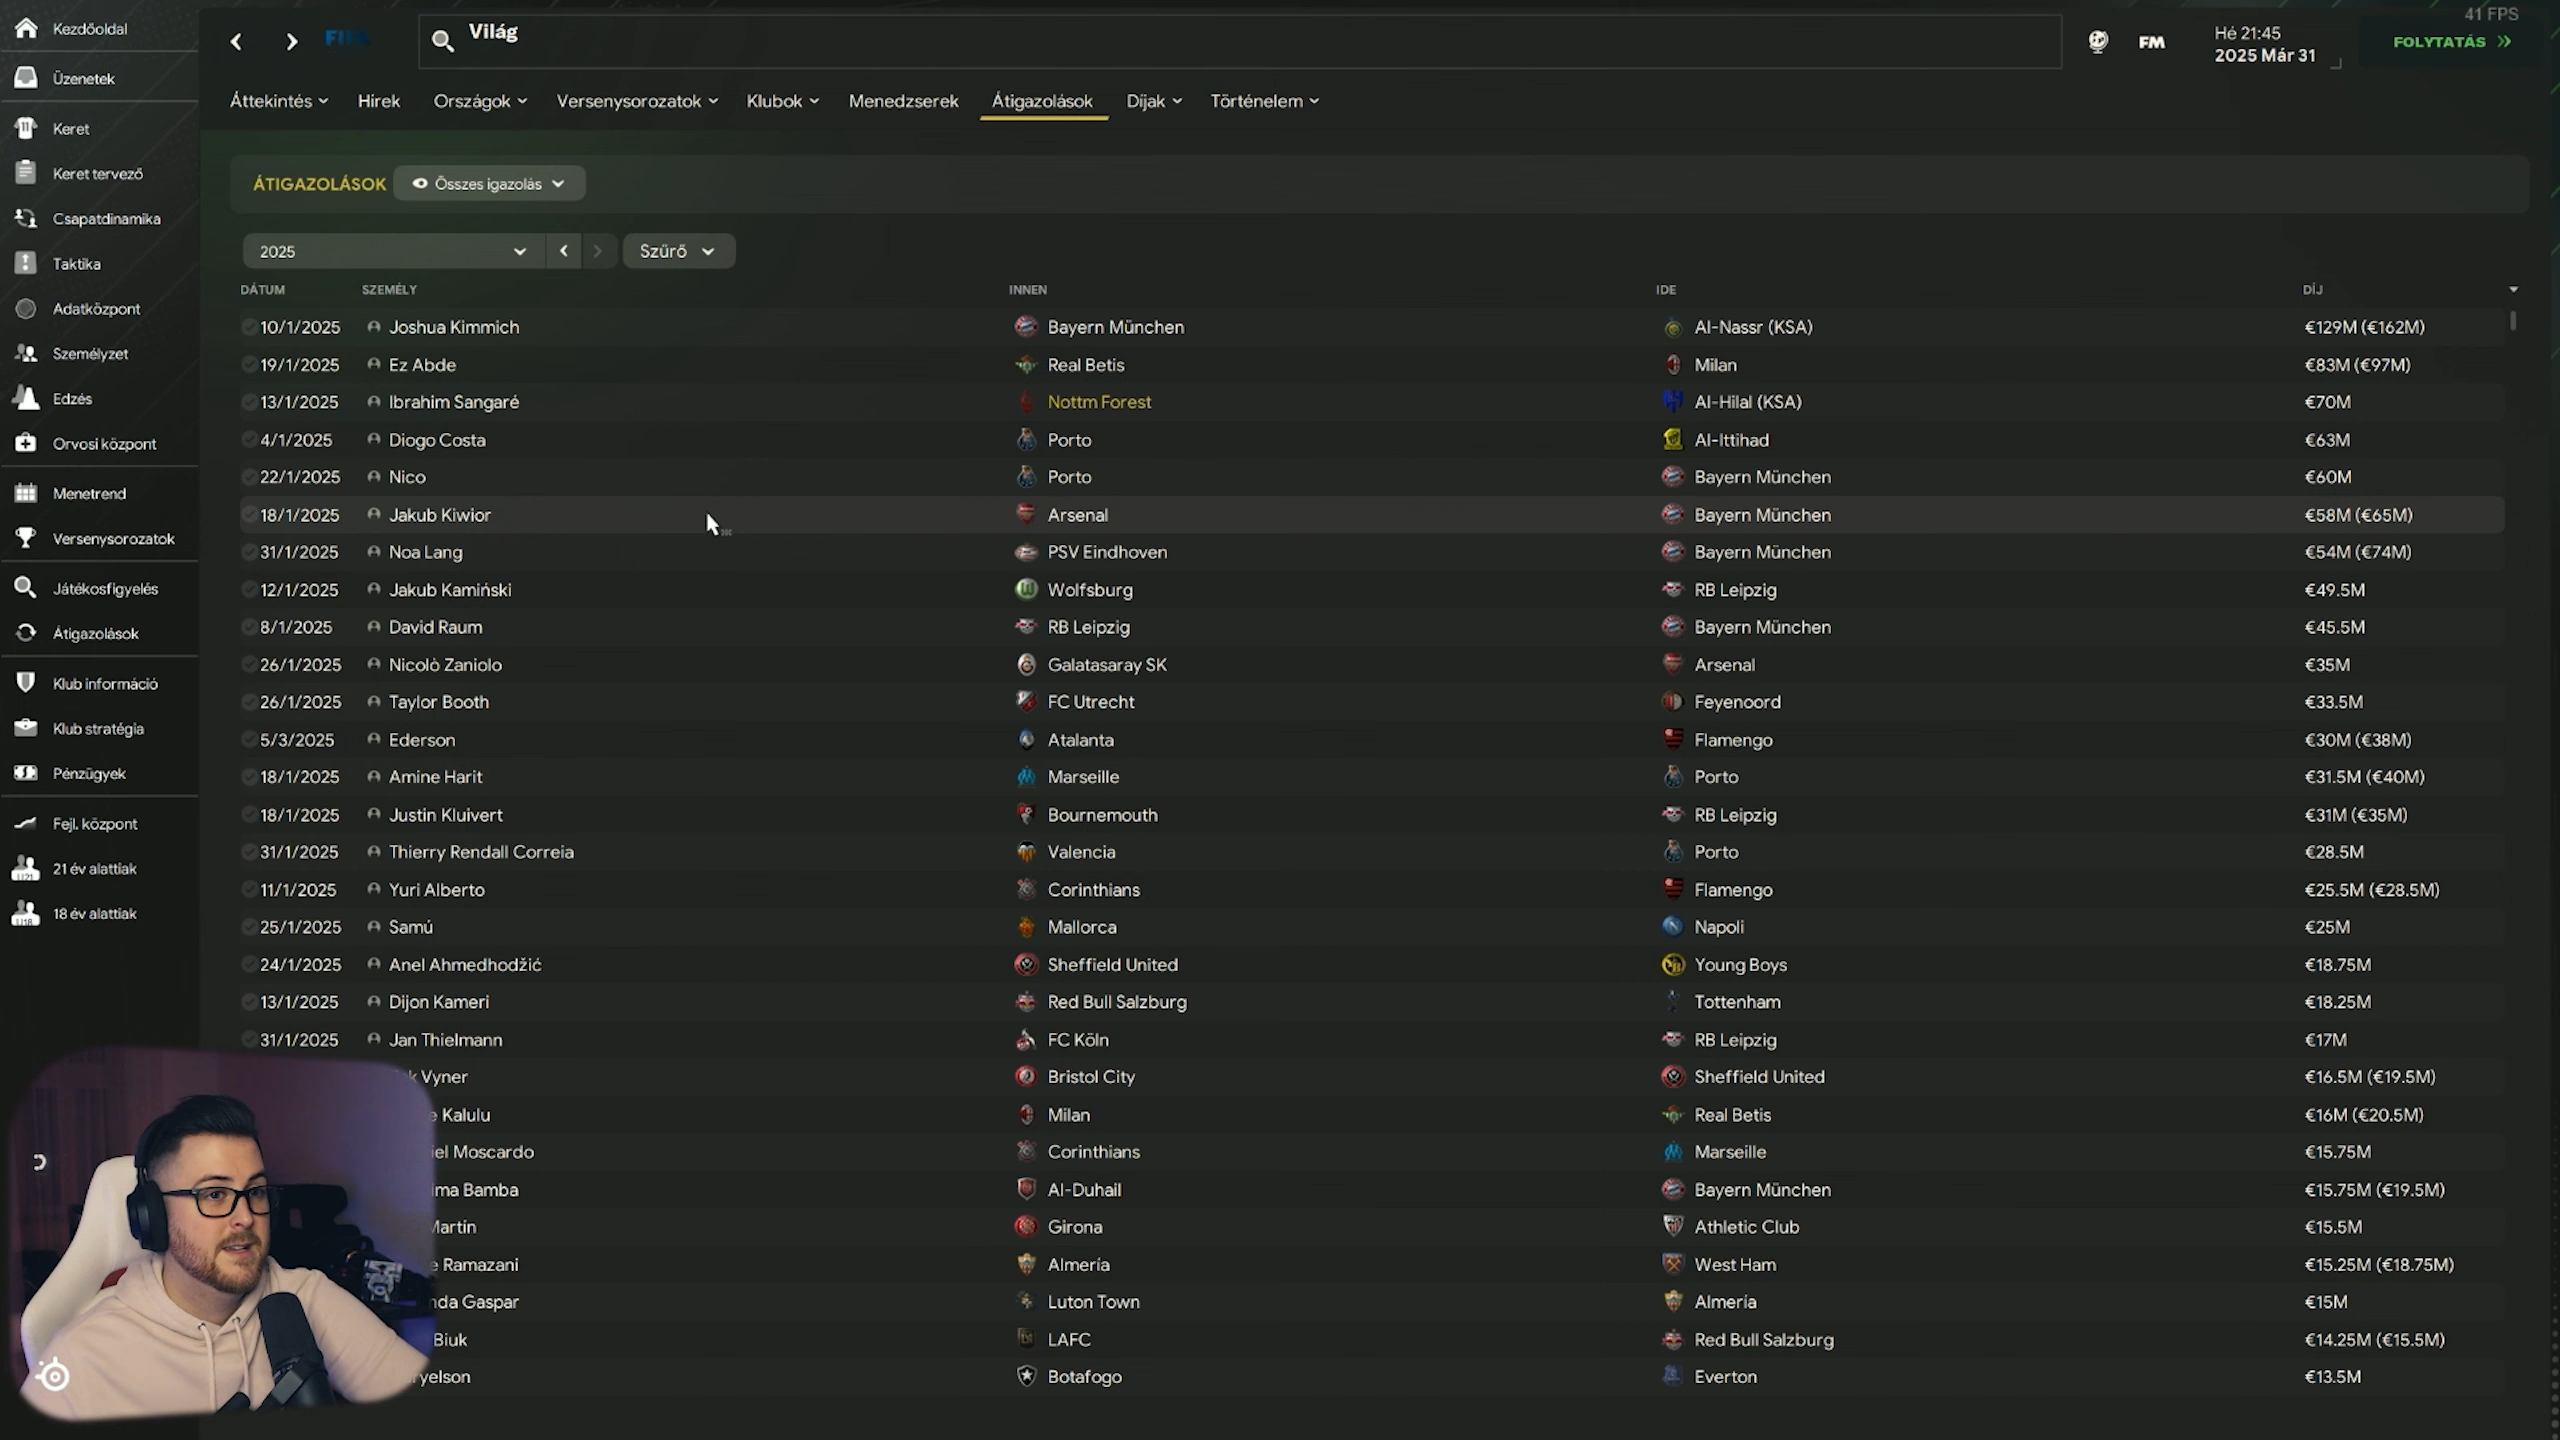 41 FPS
Kezdőoldal
Üzenetek
Keret
Keret tervező
Csapatdinamika
Taktika
Adatközpont
Személyzet
Edzés
Orvosi központ
Menetrend
Versenysorozatok
Játékosfigyelés
Átigazolások
Klub információ
Klub stratégia
Pénzügyek
Fejl. központ
21 év alattiak
18 év alattiak
Világ
FM
Hé 21:45
2025 Már 31
FOLYTATÁS
Áttekintés Hírek Országok Versenysorozatok Klubok Menedzserek Átigazolások Díjak Történelem
ÁTIGAZOLÁSOK Összes igazolás
2025 Szűrő
DÁTUM SZEMÉLY INNEN IDE DÍJ
10/1/2025 Joshua Kimmich Bayern München Al-Nassr (KSA) €129M (€162M)
19/1/2025 Ez Abde Real Betis Milan €83M (€97M)
13/1/2025 Ibrahim Sangaré Nottm Forest Al-Hilal (KSA) €70M
4/1/2025 Diogo Costa Porto Al-Ittihad €63M
22/1/2025 Nico Porto Bayern München €60M
18/1/2025 Jakub Kiwior Arsenal Bayern München €58M (€65M)
31/1/2025 Noa Lang PSV Eindhoven Bayern München €54M (€74M)
12/1/2025 Jakub Kamiński Wolfsburg RB Leipzig €49.5M
8/1/2025 David Raum RB Leipzig Bayern München €45.5M
26/1/2025 Nicolò Zaniolo Galatasaray SK Arsenal €35M
26/1/2025 Taylor Booth FC Utrecht Feyenoord €33.5M
5/3/2025 Ederson Atalanta Flamengo €30M (€38M)
18/1/2025 Amine Harit Marseille Porto €31.5M (€40M)
18/1/2025 Justin Kluivert Bournemouth RB Leipzig €31M (€35M)
31/1/2025 Thierry Rendall Correia Valencia Porto €28.5M
11/1/2025 Yuri Alberto Corinthians Flamengo €25.5M (€28.5M)
25/1/2025 Samú Mallorca Napoli €25M
24/1/2025 Anel Ahmedhodžić Sheffield United Young Boys €18.75M
13/1/2025 Dijon Kameri Red Bull Salzburg Tottenham €18.25M
31/1/2025 Jan Thielmann FC Köln RB Leipzig €17M
Vyner Bristol City Sheffield United €16.5M (€19.5M)
Kalulu Milan Real Betis €16M (€20.5M)
Moscardo Corinthians Marseille €15.75M
Bamba Al-Duhail Bayern München €15.75M (€19.5M)
Martín Girona Athletic Club €15.5M
Ramazani Almería West Ham €15.25M (€18.75M)
Gaspar Luton Town Almería €15M
Biuk LAFC Red Bull Salzburg €14.25M (€15.5M)
Botafogo Everton €13.5M